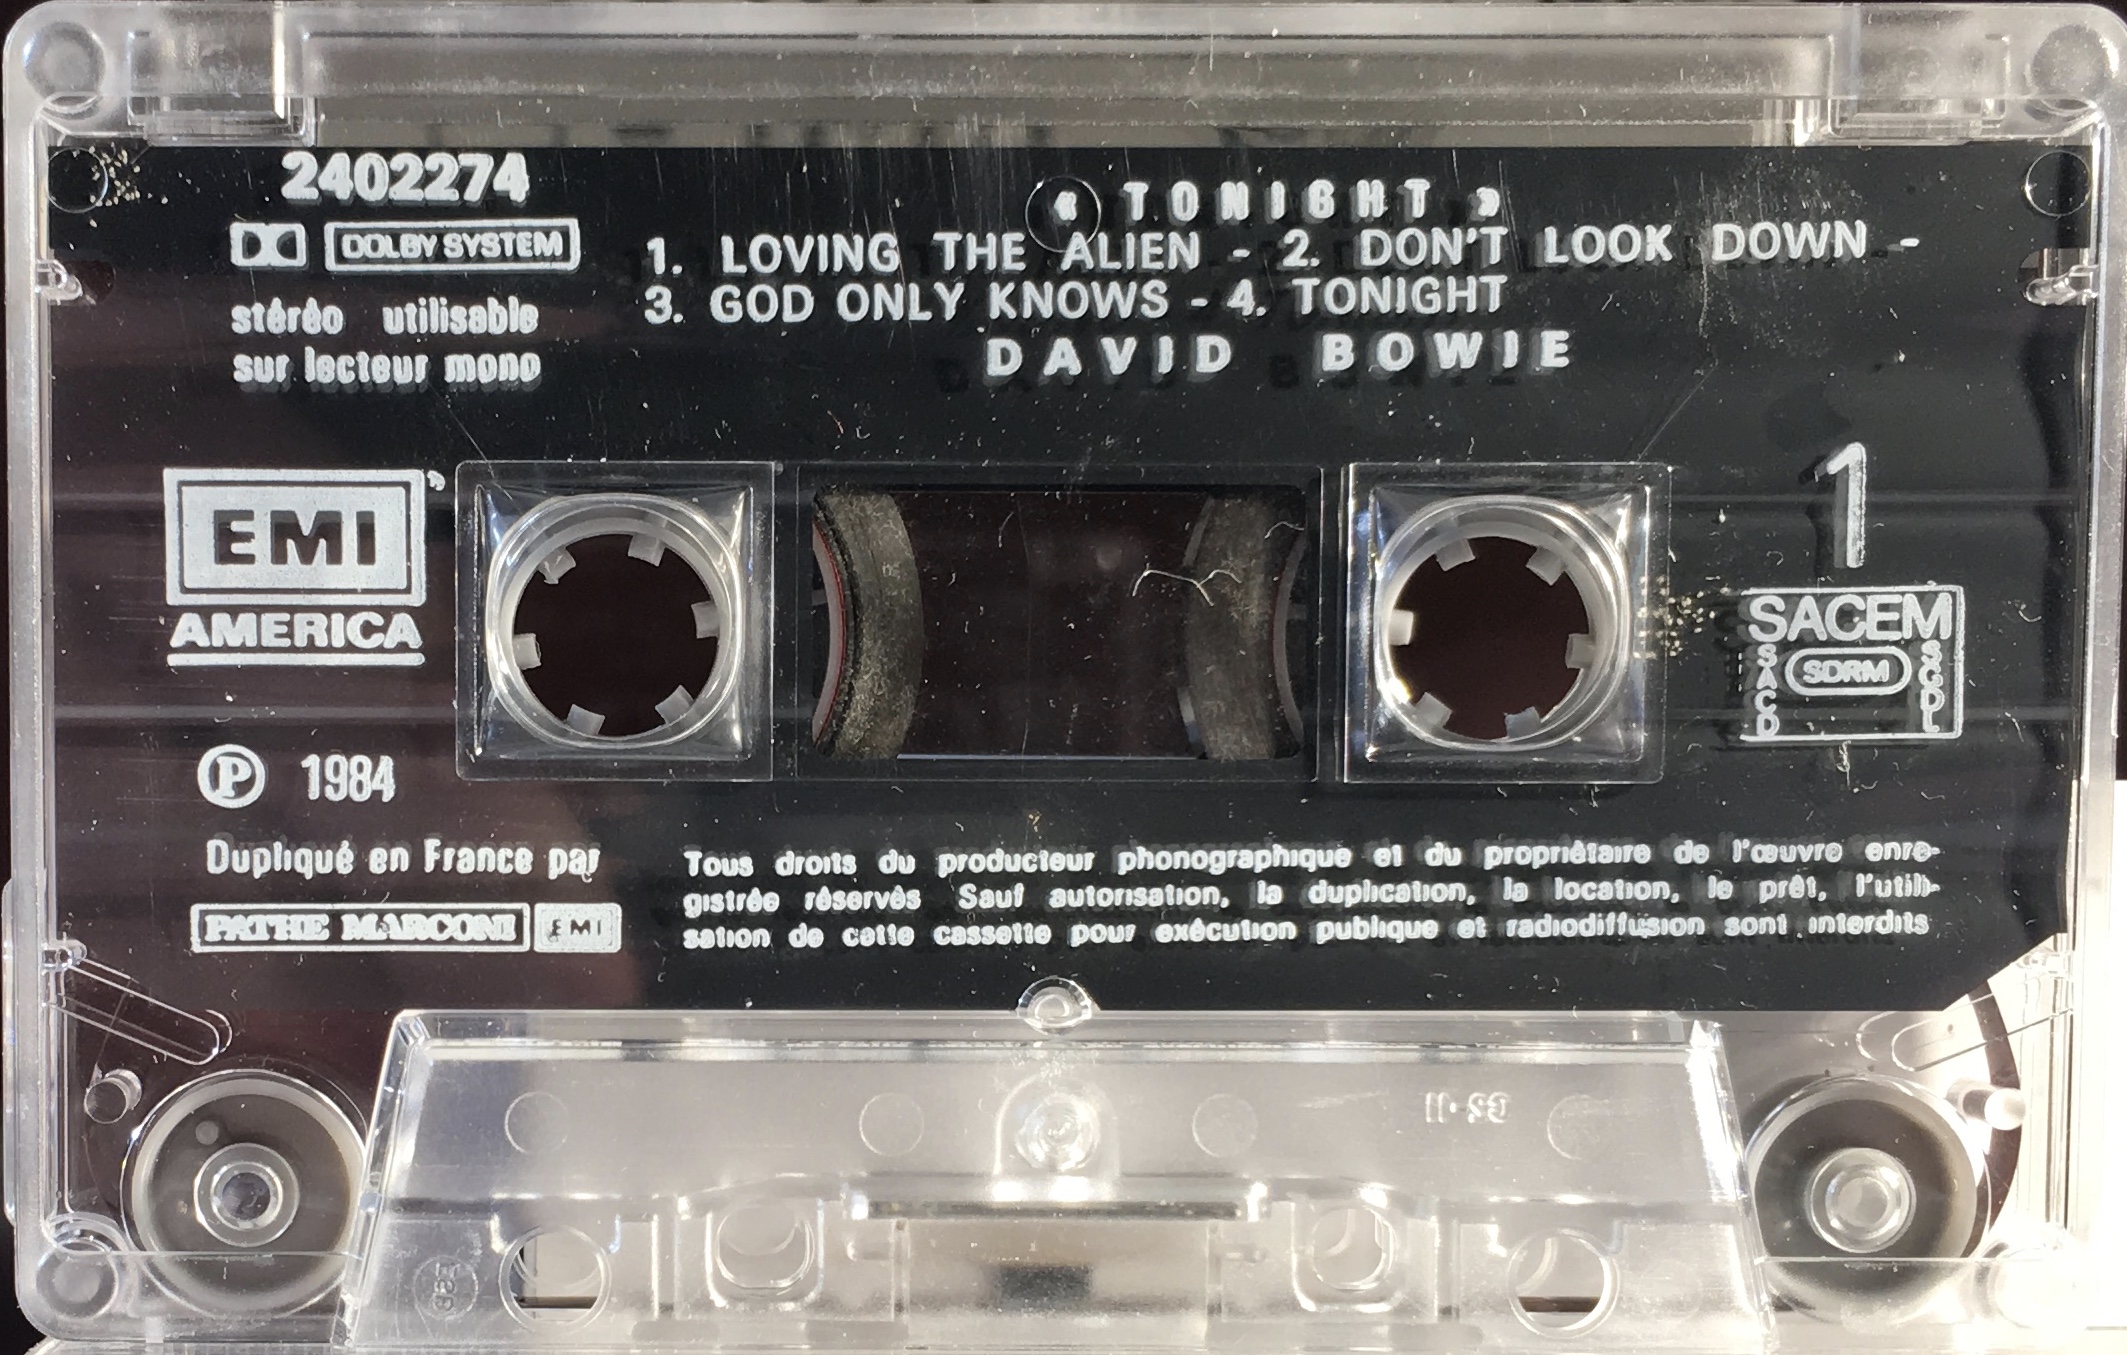 2402274
DOLBY SYSTEM
stéréo utilisable
sur lecteur mono
« TONIGHT »
1. LOVING THE ALIEN - 2. DON'T LOOK DOWN -
3. GOD ONLY KNOWS - 4. TONIGHT
DAVID BOWIE
EMI
AMERICA
1
SACEM
SACD
SDRM
SGDL
Ⓟ 1984
Dupliqué en France par
PATHE MARCONI EMI
Tous droits du producteur phonographique et du propriétaire de l'œuvre enre-
gistrée réservés Sauf autorisation, la duplication, la location, le prêt, l'utili-
sation de cette cassette pour exécution publique et radiodiffusion sont interdits